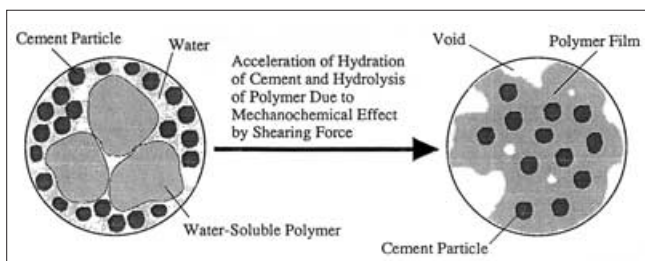 Cement Particle
Water
Acceleration of Hydration
of Cement and Hydrolysis
of Polymer Due to
Mechanochemical Effect
by Shearing Force
Water-Soluble Polymer
Void
Polymer Film
Cement Particle